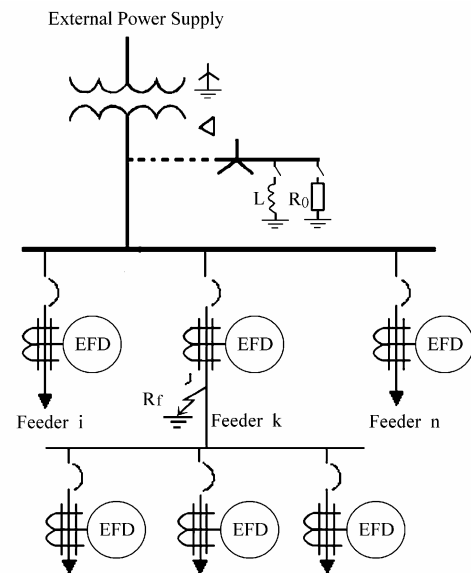 External Power Supply
L
R0
EFD
EFD
EFD
Rf
Feeder i
Feeder k
Feeder n
EFD
EFD
EFD